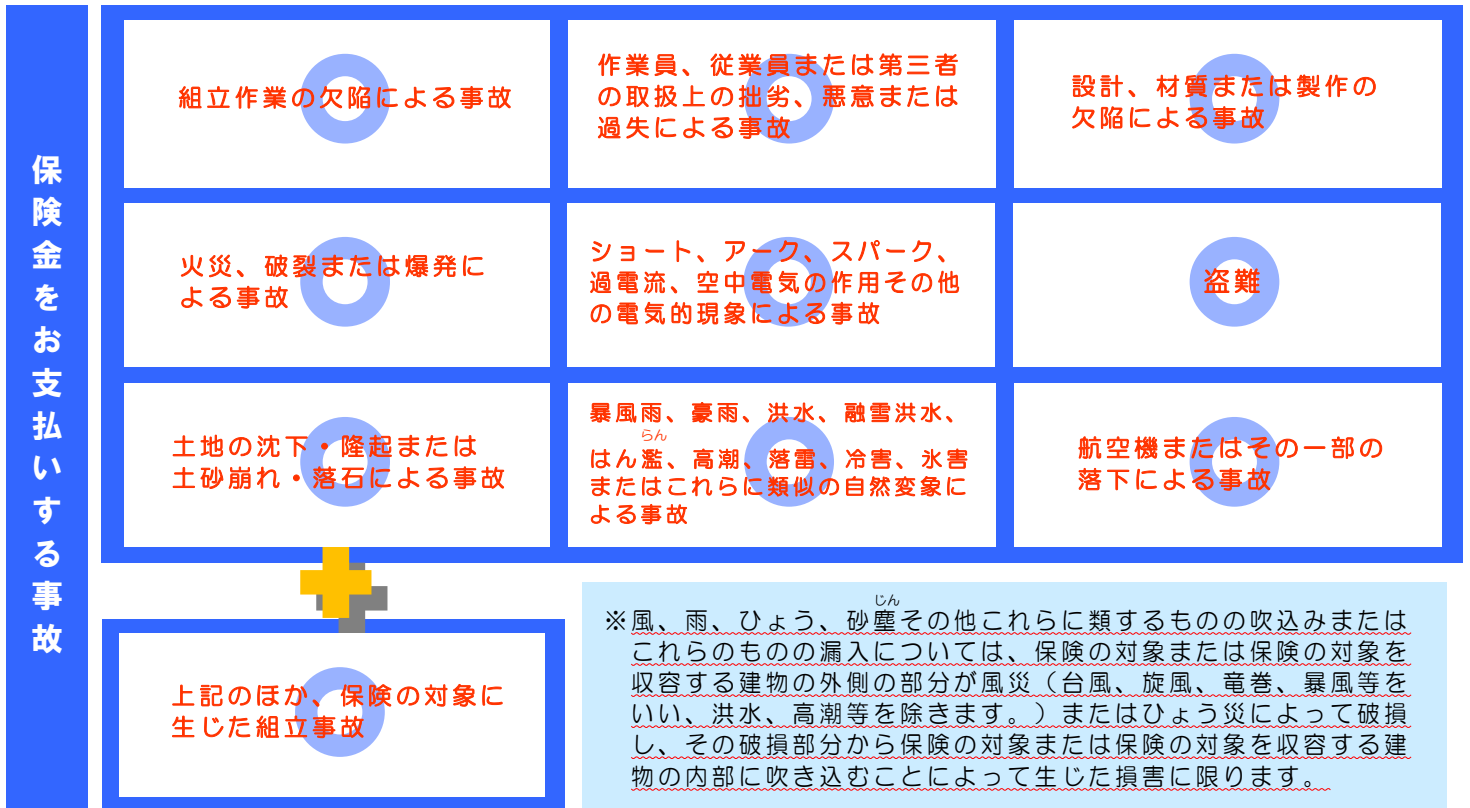 保険金をお支払いする事故
組立作業の欠陥による事故
作業員、従業員または第三者
の取扱上の拙劣、悪意または
過失による事故
設計、材質または製作の
欠陥による事故
火災、破裂または爆発に
よる事故
ショート、アーク、スパーク、
過電流、空中電気の作用その他
の電気的現象による事故
盗難
土地の沈下・隆起または
土砂崩れ・落石による事故
暴風雨、豪雨、洪水、融雪洪水、
らん
はん濫、高潮、落雷、冷害、氷害
またはこれらに類似の自然変象に
よる事故
航空機またはその一部の
落下による事故
上記のほか、保険の対象に
生じた組立事故
じん
※風、雨、ひょう、砂塵その他これらに類するものの吹込みまたは
これらのものの漏入については、保険の対象または保険の対象を
収容する建物の外側の部分が風災（台風、旋風、竜巻、暴風等を
いい、洪水、高潮等を除きます。）またはひょう災によって破損
し、その破損部分から保険の対象または保険の対象を収容する建
物の内部に吹き込むことによって生じた損害に限ります。